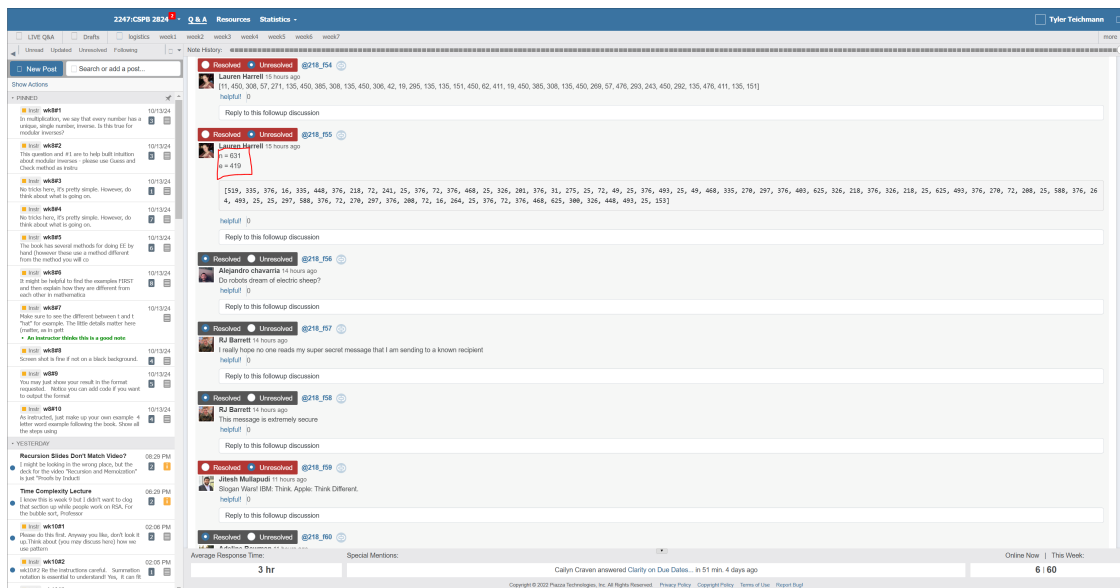 2247:CSPB 2824 7 Q & A Resources Statistics Tyler Teichmann
LIVE Q&A Drafts logistics week1 week2 week3 week4 week5 week6 week7 more
Unread Updated Unresolved Following
Note History:
New Post Search or add a post...
Show Actions
PINNED
Instr wk8#1 10/13/24
In multiplication, we say that every number has a
unique, single number, inverse. Is this true for
modular inverses?
3
Instr wk8#2 10/13/24
This question and #1 are to help built intuition
about modular inverses - please use Guess and
Check method as instru
3
Instr wk8#3 10/13/24
No tricks here, it's pretty simple. However, do
think about what is going on.
1
Instr wk8#4 10/13/24
No tricks here, it's pretty simple. However, do
think about what is going on.
7
Instr wk8#5 10/13/24
The book has several methods for doing EE by
hand (however these use a method different
from the method you will co
6
Instr wk8#6 10/13/24
It might be helpful to find the examples FIRST
and then explain how they are different from
each other in mathematica
8
Instr wk8#7 10/13/24
Make sure to see the different between t and t
"hat" for example. The little details matter here
(matter, as in gett
• An instructor thinks this is a good note
Instr wk8#8 10/13/24
Screen shot is fine if not on a black background.
4
Instr w8#9 10/13/24
You may just show your result in the format
requested. Notice you can add code if you want
to output the format
5
Instr w8#10 10/13/24
As instructed, just make up your own example 4
letter word example following the book. Show all
the steps using
4
YESTERDAY
Recursion Slides Don't Match Video? 08:29 PM
I might be looking in the wrong place, but the
deck for the video "Recursion and Memoization"
is just "Proofs by Inducti
2
Time Complexity Lecture 06:29 PM
I know this is week 9 but I didn't want to clog
that section up while people work on RSA. For
the bubble sort, Professor
2
Instr wk10#1 02:06 PM
Please do this first. Anyway you like, don't look it
up.Think about (you may discuss here) how we
use pattern
2
Instr wk10#2 02:05 PM
wk10#2 Re the instructions careful. Summation
notation is essential to understand! Yes, it can fit
1
Resolved Unresolved @218_f54
Lauren Harrell 15 hours ago
[11, 450, 308, 57, 271, 135, 450, 385, 308, 135, 450, 308, 42, 19, 295, 135, 135, 151, 450, 62, 411, 19, 450, 385, 308, 135, 450, 269, 57, 476, 293, 243, 450, 292, 135, 476, 411, 135, 151]
helpful! 0
Reply to this followup discussion
Resolved Unresolved @218_f55
Lauren Harrell 15 hours ago
n = 631
e = 419
[519, 335, 376, 16, 335, 448, 376, 218, 72, 241, 25, 376, 72, 376, 468, 25, 326, 201, 376, 31, 275, 25, 72, 49, 25, 376, 493, 25, 49, 468, 335, 270, 297, 376, 403, 625, 326, 218, 376, 326, 218, 25, 625, 493, 376, 270, 72, 208, 25, 588, 376, 26
4, 493, 25, 25, 297, 588, 376, 72, 270, 297, 376, 208, 72, 16, 264, 25, 376, 72, 376, 468, 625, 300, 326, 448, 493, 25, 153]
helpful! 0
Reply to this followup discussion
Resolved Unresolved @218_f56
Alejandro chavarria 14 hours ago
Do robots dream of electric sheep?
helpful! 0
Reply to this followup discussion
Resolved Unresolved @218_f57
RJ Barrett 14 hours ago
I really hope no one reads my super secret message that I am sending to a known recipient
helpful! 0
Reply to this followup discussion
Resolved Unresolved @218_f58
RJ Barrett 14 hours ago
This message is extremely secure
helpful! 0
Reply to this followup discussion
Resolved Unresolved @218_f59
Jitesh Mullapudi 11 hours ago
Slogan Wars! IBM: Think. Apple: Think Different.
helpful! 0
Reply to this followup discussion
Resolved Unresolved @218_f60
Average Response Time: Special Mentions: Online Now | This Week:
3 hr Cailyn Craven answered Clarity on Due Dates... in 51 min. 4 days ago 6 | 60
Copyright © 2022 Piazza Technologies, Inc. All Rights Reserved. Privacy Policy Copyright Policy Terms of Use Report Bug!